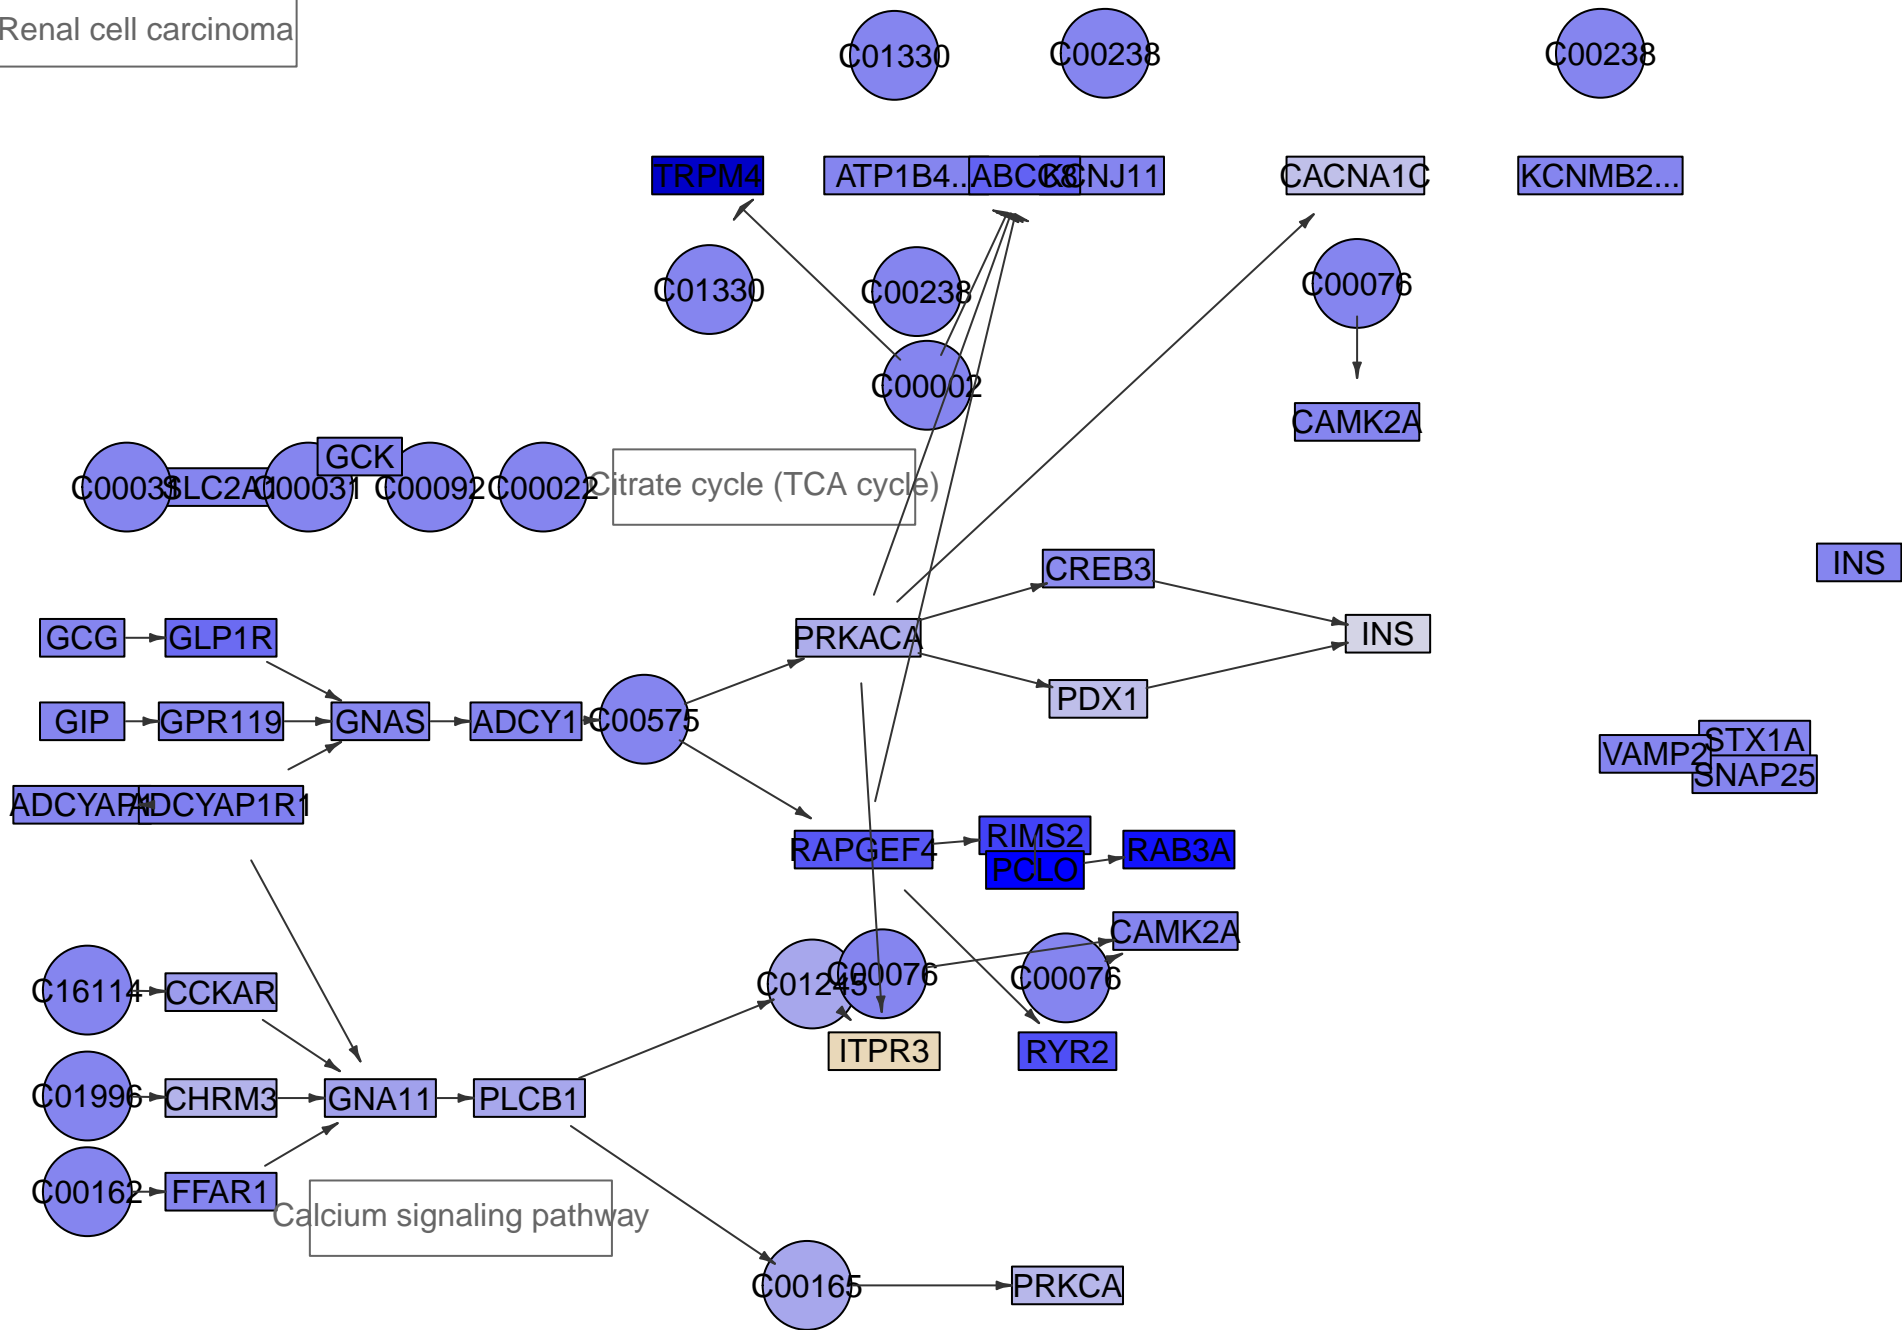 Renal cell carcinoma
C01330
C00238
C00238
TRPM4
ATP1B4...
ABCC8
KCNJ11
CACNA1C
KCNMB2...
C01330
C00238
C00076
C00002
CAMK2A
GCK
C00031
SLC2A1
C00031
C00092
C00022
Citrate cycle (TCA cycle)
CREB3
INS
GCG
GLP1R
PRKACA
INS
PDX1
GIP
GPR119
GNAS
ADCY1
C00575
STX1A
VAMP2
SNAP25
ADCYAP1
ADCYAP1R1
RIMS2
RAPGEF4
RAB3A
PCLO
CAMK2A
C01245
C00076
C00076
C16114
CCKAR
ITPR3
RYR2
C01996
CHRM3
GNA11
PLCB1
C00162
FFAR1
Calcium signaling pathway
C00165
PRKCA